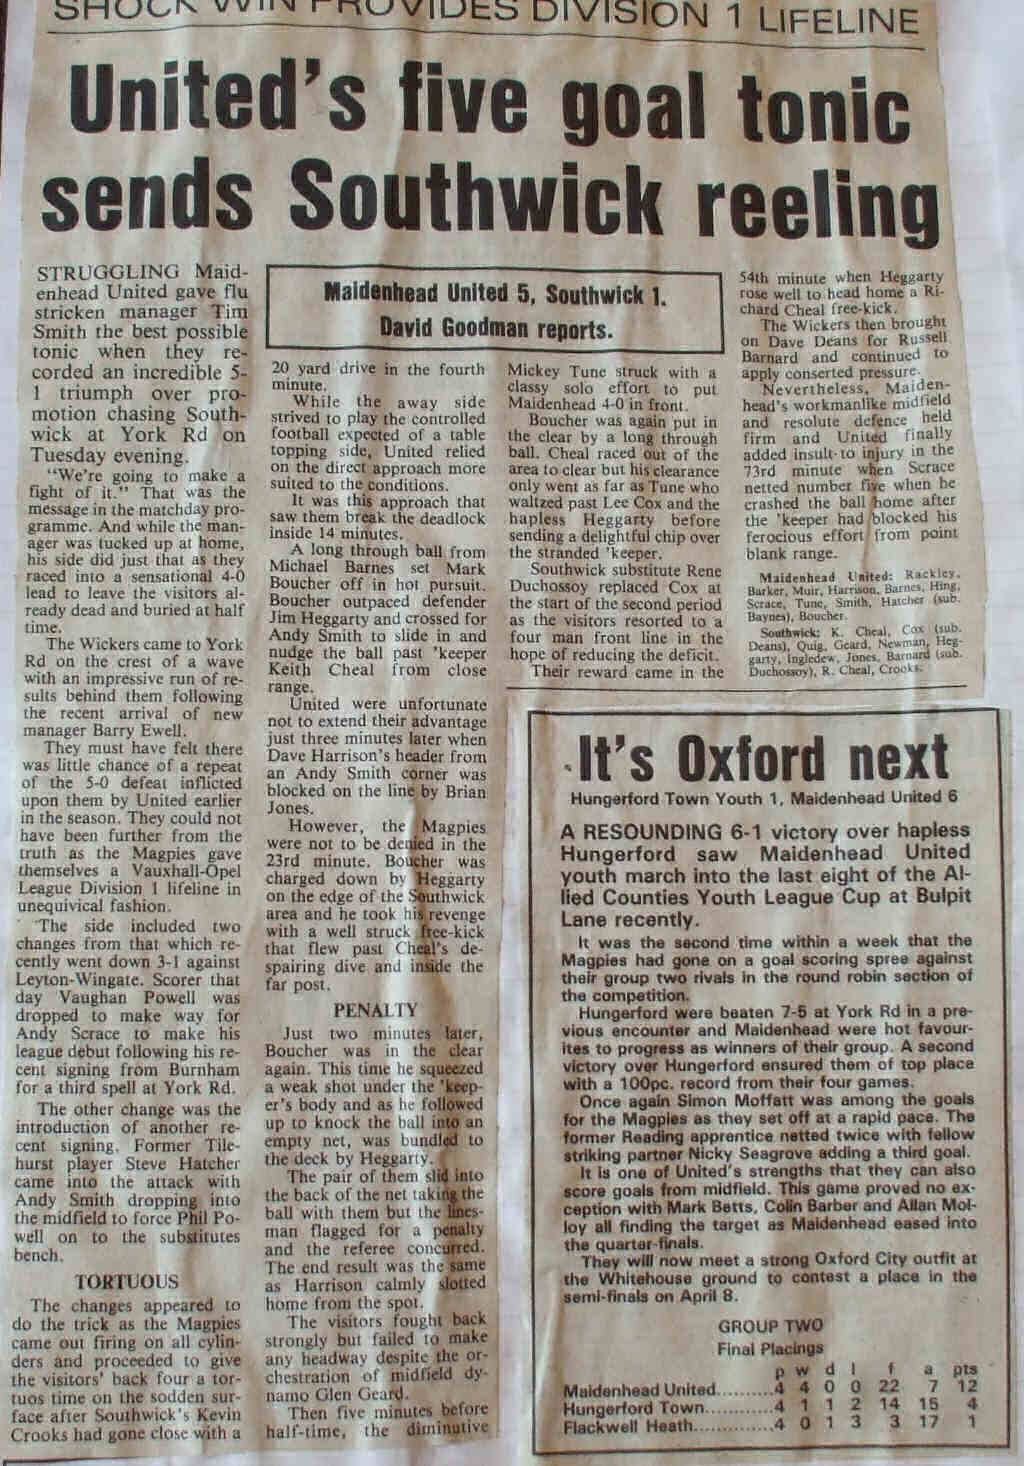 SHOCK WIN PROVIDES DIVISION 1 LIFELINE
United's five goal tonic
sends Southwick reeling
STRUGGLING Maid-
enhead United gave flu
stricken manager Tim
Smith the best possible
tonic when they re-
corded an incredible 5-
1 triumph over pro-
motion chasing South-
wick at York Rd on
Tuesday evening.
"We're going to make a
fight of it." That was the
message in the matchday pro-
gramme. And while the man-
ager was tucked up at home,
his side did just that as they
raced into a sensational 4-0
lead to leave the visitors al-
ready dead and buried at half
time.
The Wickers came to York
Rd on the crest of a wave
with an impressive run of re-
sults behind them following
the recent arrival of new
manager Barry Ewell.
They must have felt there
was little chance of a repeat
of the 5-0 defeat inflicted
upon them by United earlier
in the season. They could not
have been further from the
truth as the Magpies gave
themselves a Vauxhall-Opel
League Division 1 lifeline in
unequivical fashion.
The side included two
changes from that which re-
cently went down 3-1 against
Leyton-Wingate. Scorer that
day Vaughan Powell was
dropped to make way for
Andy Scrace to make his
league debut following his re-
cent signing from Burnham
for a third spell at York Rd.
The other change was the
introduction of another re-
cent signing. Former Tile-
hurst player Steve Hatcher
came into the attack with
Andy Smith dropping into
the midfield to force Phil Po-
well on to the substitutes
bench.
TORTUOUS
The changes appeared to
do the trick as the Magpies
came out firing on all cylin-
ders and proceeded to give
the visitors' back four a tor-
tuos time on the sodden sur-
face after Southwick's Kevin
Crooks had gone close with a
Maidenhead United 5, Southwick 1.
David Goodman reports.
20 yard drive in the fourth
minute.
While the away side
strived to play the controlled
football expected of a table
topping side, United relied
on the direct approach more
suited to the conditions.
It was this approach that
saw them break the deadlock
inside 14 minutes.
A long through ball from
Michael Barnes set Mark
Boucher off in hot pursuit.
Boucher outpaced defender
Jim Heggarty and crossed for
Andy Smith to slide in and
nudge the ball past 'keeper
Keith Cheal from close
range.
United were unfortunate
not to extend their advantage
just three minutes later when
Dave Harrison's header from
an Andy Smith corner was
blocked on the line by Brian
Jones.
However, the Magpies
were not to be denied in the
23rd minute. Boucher was
charged down by Heggarty
on the edge of the Southwick
area and he took his revenge
with a well struck free-kick
that flew past Cheal's de-
spairing dive and inside the
far post.
PENALTY
Just two minutes later,
Boucher was in the clear
again. This time he squeezed
a weak shot under the 'keep-
er's body and as he followed
up to knock the ball into an
empty net, was bundled to
the deck by Heggarty.
The pair of them slid into
the back of the net taking the
ball with them but the lines-
man flagged for a penalty
and the referee concurred.
The end result was the same
as Harrison calmly slotted
home from the spot.
The visitors fought back
strongly but failed to make
any headway despite the or-
chestration of midfield dy-
namo Glen Geard.
Then five minutes before
half-time, the diminutive
Mickey Tune struck with a
classy solo effort to put
Maidenhead 4-0 in front.
Boucher was again put in
the clear by a long through
ball. Cheal raced out of the
area to clear but his clearance
only went as far as Tune who
waltzed past Lee Cox and the
hapless Heggarty before
sending a delightful chip over
the stranded 'keeper.
Southwick substitute Rene
Duchossoy replaced Cox at
the start of the second period
as the visitors resorted to a
four man front line in the
hope of reducing the deficit.
Their reward came in the
54th minute when Heggarty
rose well to head home a Ri-
chard Cheal free-kick.
The Wickers then brought
on Dave Deans for Russell
Barnard and continued to
apply conserted pressure.
Nevertheless, Maiden-
head's workmanlike midfield
and resolute defence held
firm and United finally
added insult to injury in the
73rd minute when Scrace
netted number five when he
crashed the ball home after
the 'keeper had blocked his
ferocious effort from point
blank range.
Maidenhead United: Rackley,
Barker, Muir, Harrison, Barnes, Hing,
Scrace, Tune, Smith, Hatcher (sub.
Baynes), Boucher.
Southwick: K. Cheal, Cox (sub.
Deans), Quig, Geard, Newman, Heg-
garty, Ingledew, Jones, Barnard (sub.
Duchossoy), R. Cheal, Crooks.
It's Oxford next
Hungerford Town Youth 1, Maidenhead United 6
A RESOUNDING 6-1 victory over hapless
Hungerford saw Maidenhead United
youth march into the last eight of the Al-
lied Counties Youth League Cup at Bulpit
Lane recently.
It was the second time within a week that the
Magpies had gone on a goal scoring spree against
their group two rivals in the round robin section of
the competition.
Hungerford were beaten 7-5 at York Rd in a pre-
vious encounter and Maidenhead were hot favour-
ites to progress as winners of their group. A second
victory over Hungerford ensured them of top place
with a 100pc. record from their four games.
Once again Simon Moffatt was among the goals
for the Magpies as they set off at a rapid pace. The
former Reading apprentice netted twice with fellow
striking partner Nicky Seagrove adding a third goal.
It is one of United's strengths that they can also
score goals from midfield. This game proved no ex-
ception with Mark Betts, Colin Barber and Allan Mol-
loy all finding the target as Maidenhead eased into
the quarter-finals.
They will now meet a strong Oxford City outfit at
the Whitehouse ground to contest a place in the
semi-finals on April 8.
GROUP TWO
Final Placings
p w d l f a pts
Maidenhead United..........4 4 0 0 22 7 12
Hungerford Town............4 1 1 2 14 15 4
Flackwell Heath..............4 0 1 3 3 17 1